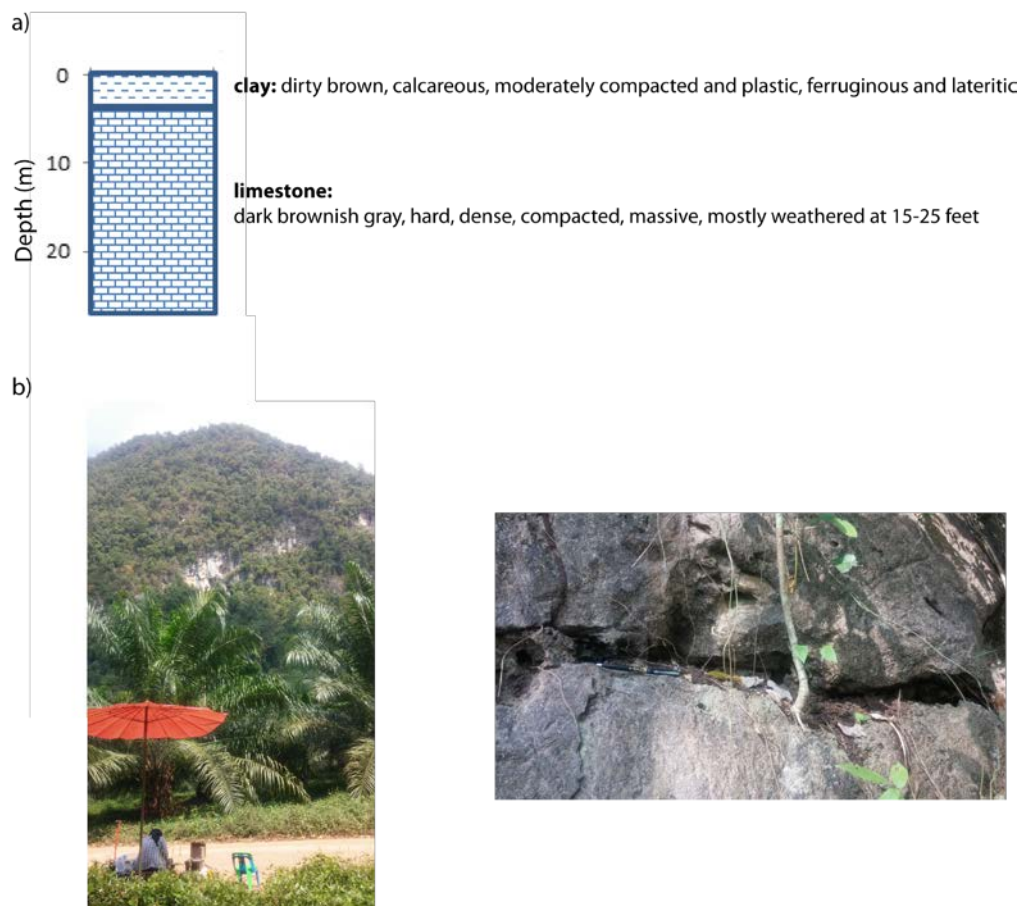 a)
0
clay: dirty brown, calcareous, moderately compacted and plastic, ferruginous and lateritic
10
Depth (m)
limestone:
dark brownish gray, hard, dense, compacted, massive, mostly weathered at 15-25 feet
20
b)